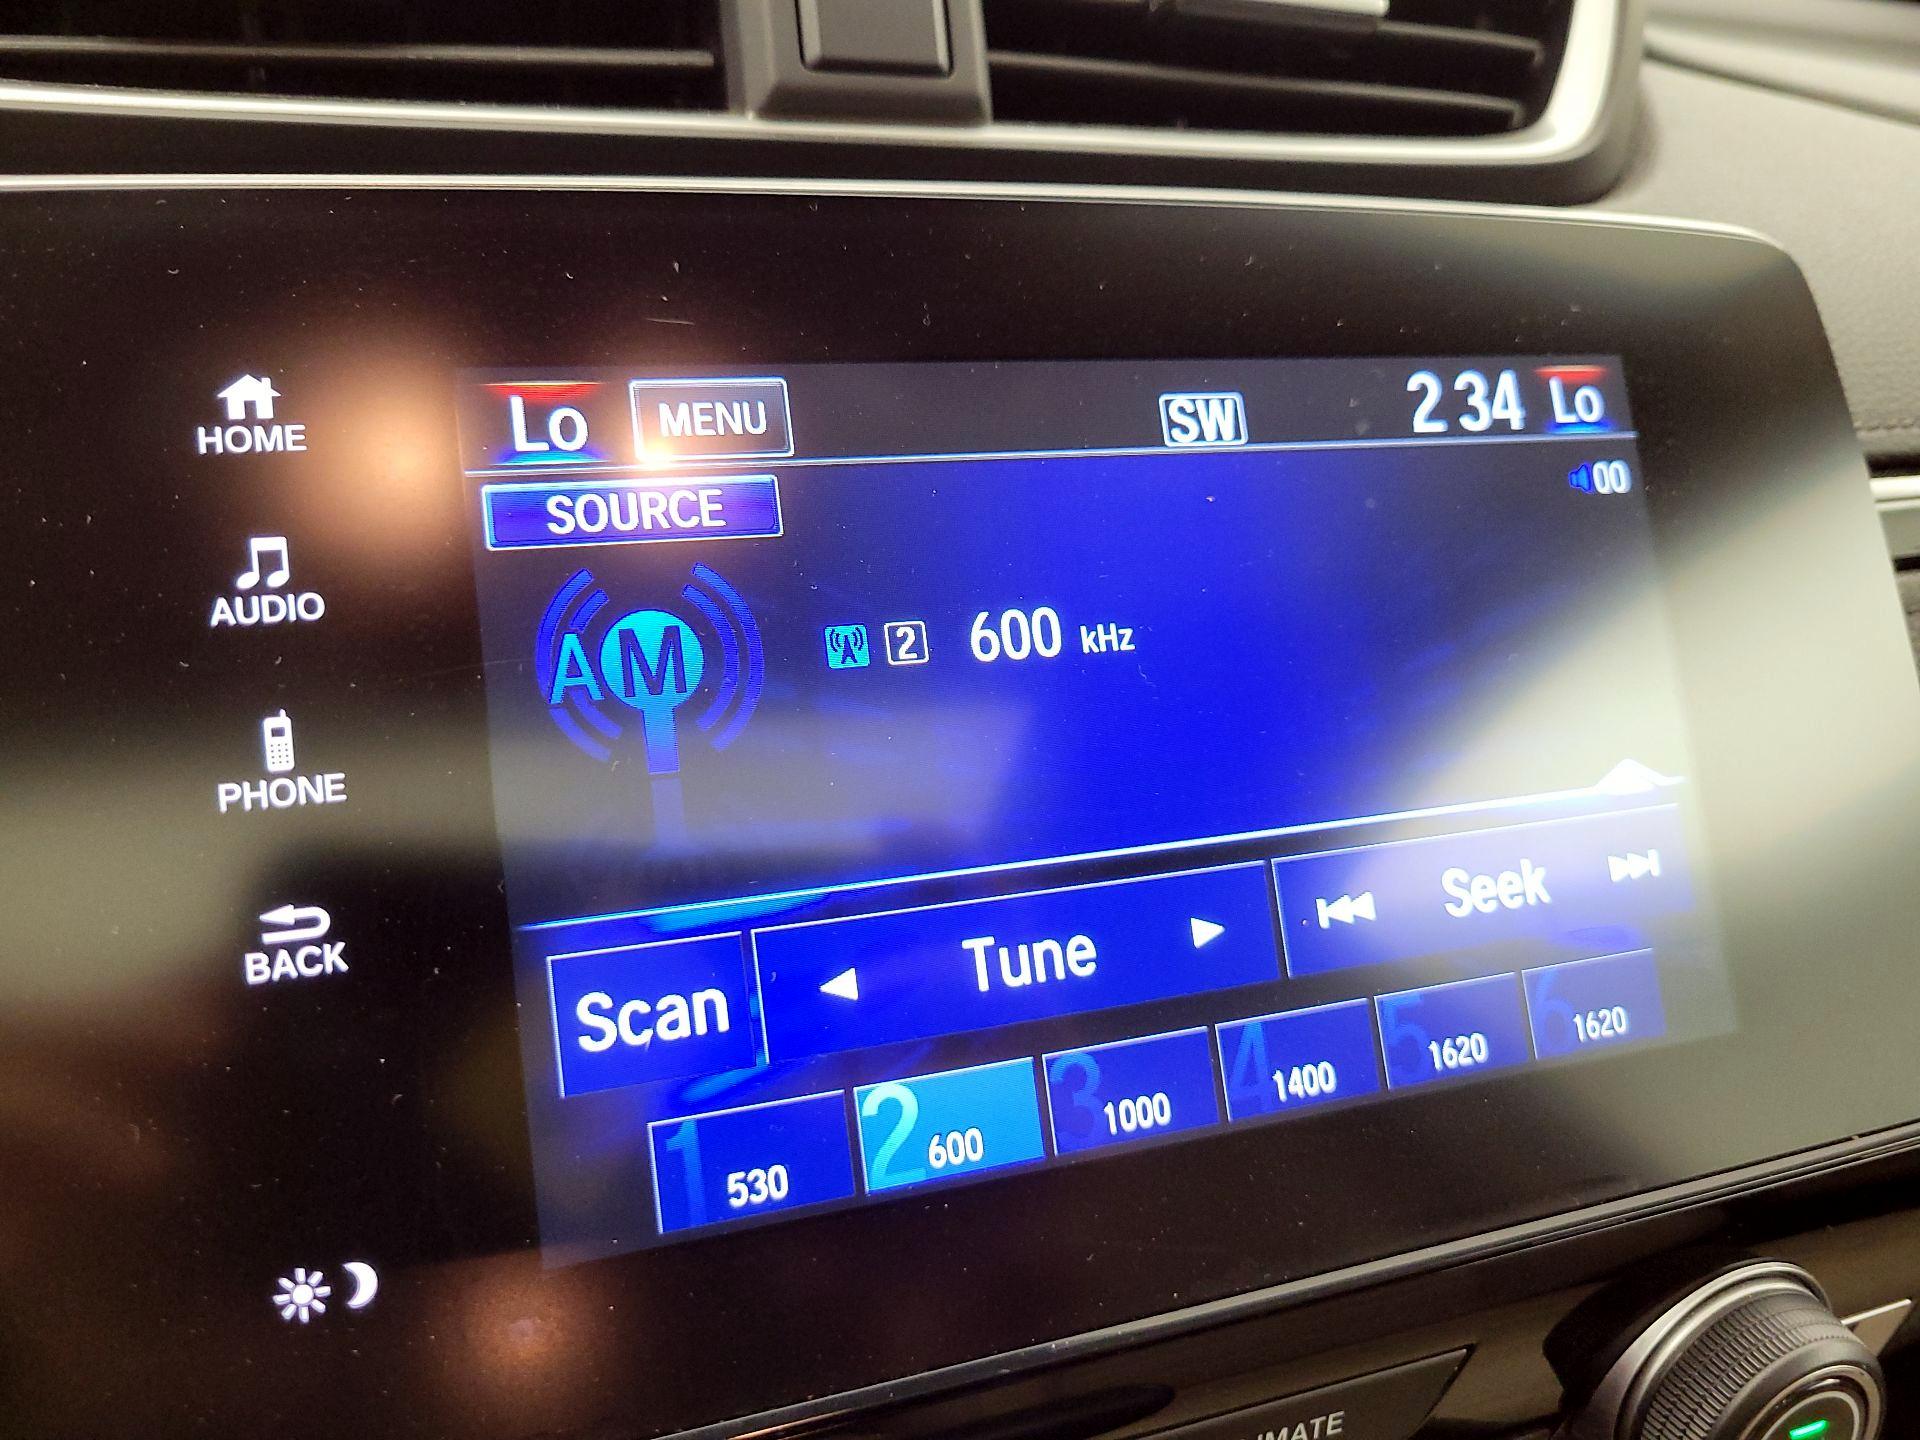 HOME
AUDIO
PHONE
BACK
Lo MENU SW 2 34 Lo
SOURCE 00
AM 2 600 kHz
Scan Tune Seek
1 530
2 600
3 1000
4 1400
5 1620
6 1620